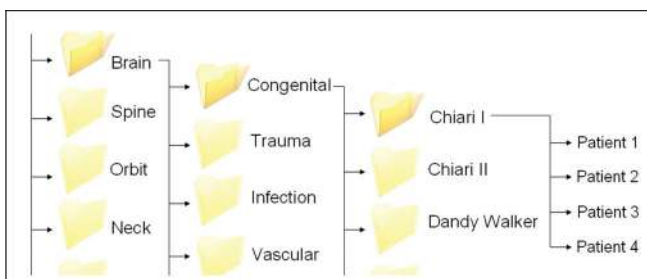 Brain
Spine
Orbit
Neck
Congenital
Trauma
Infection
Vascular
Chiari I
Chiari II
Dandy Walker
Patient 1
Patient 2
Patient 3
Patient 4